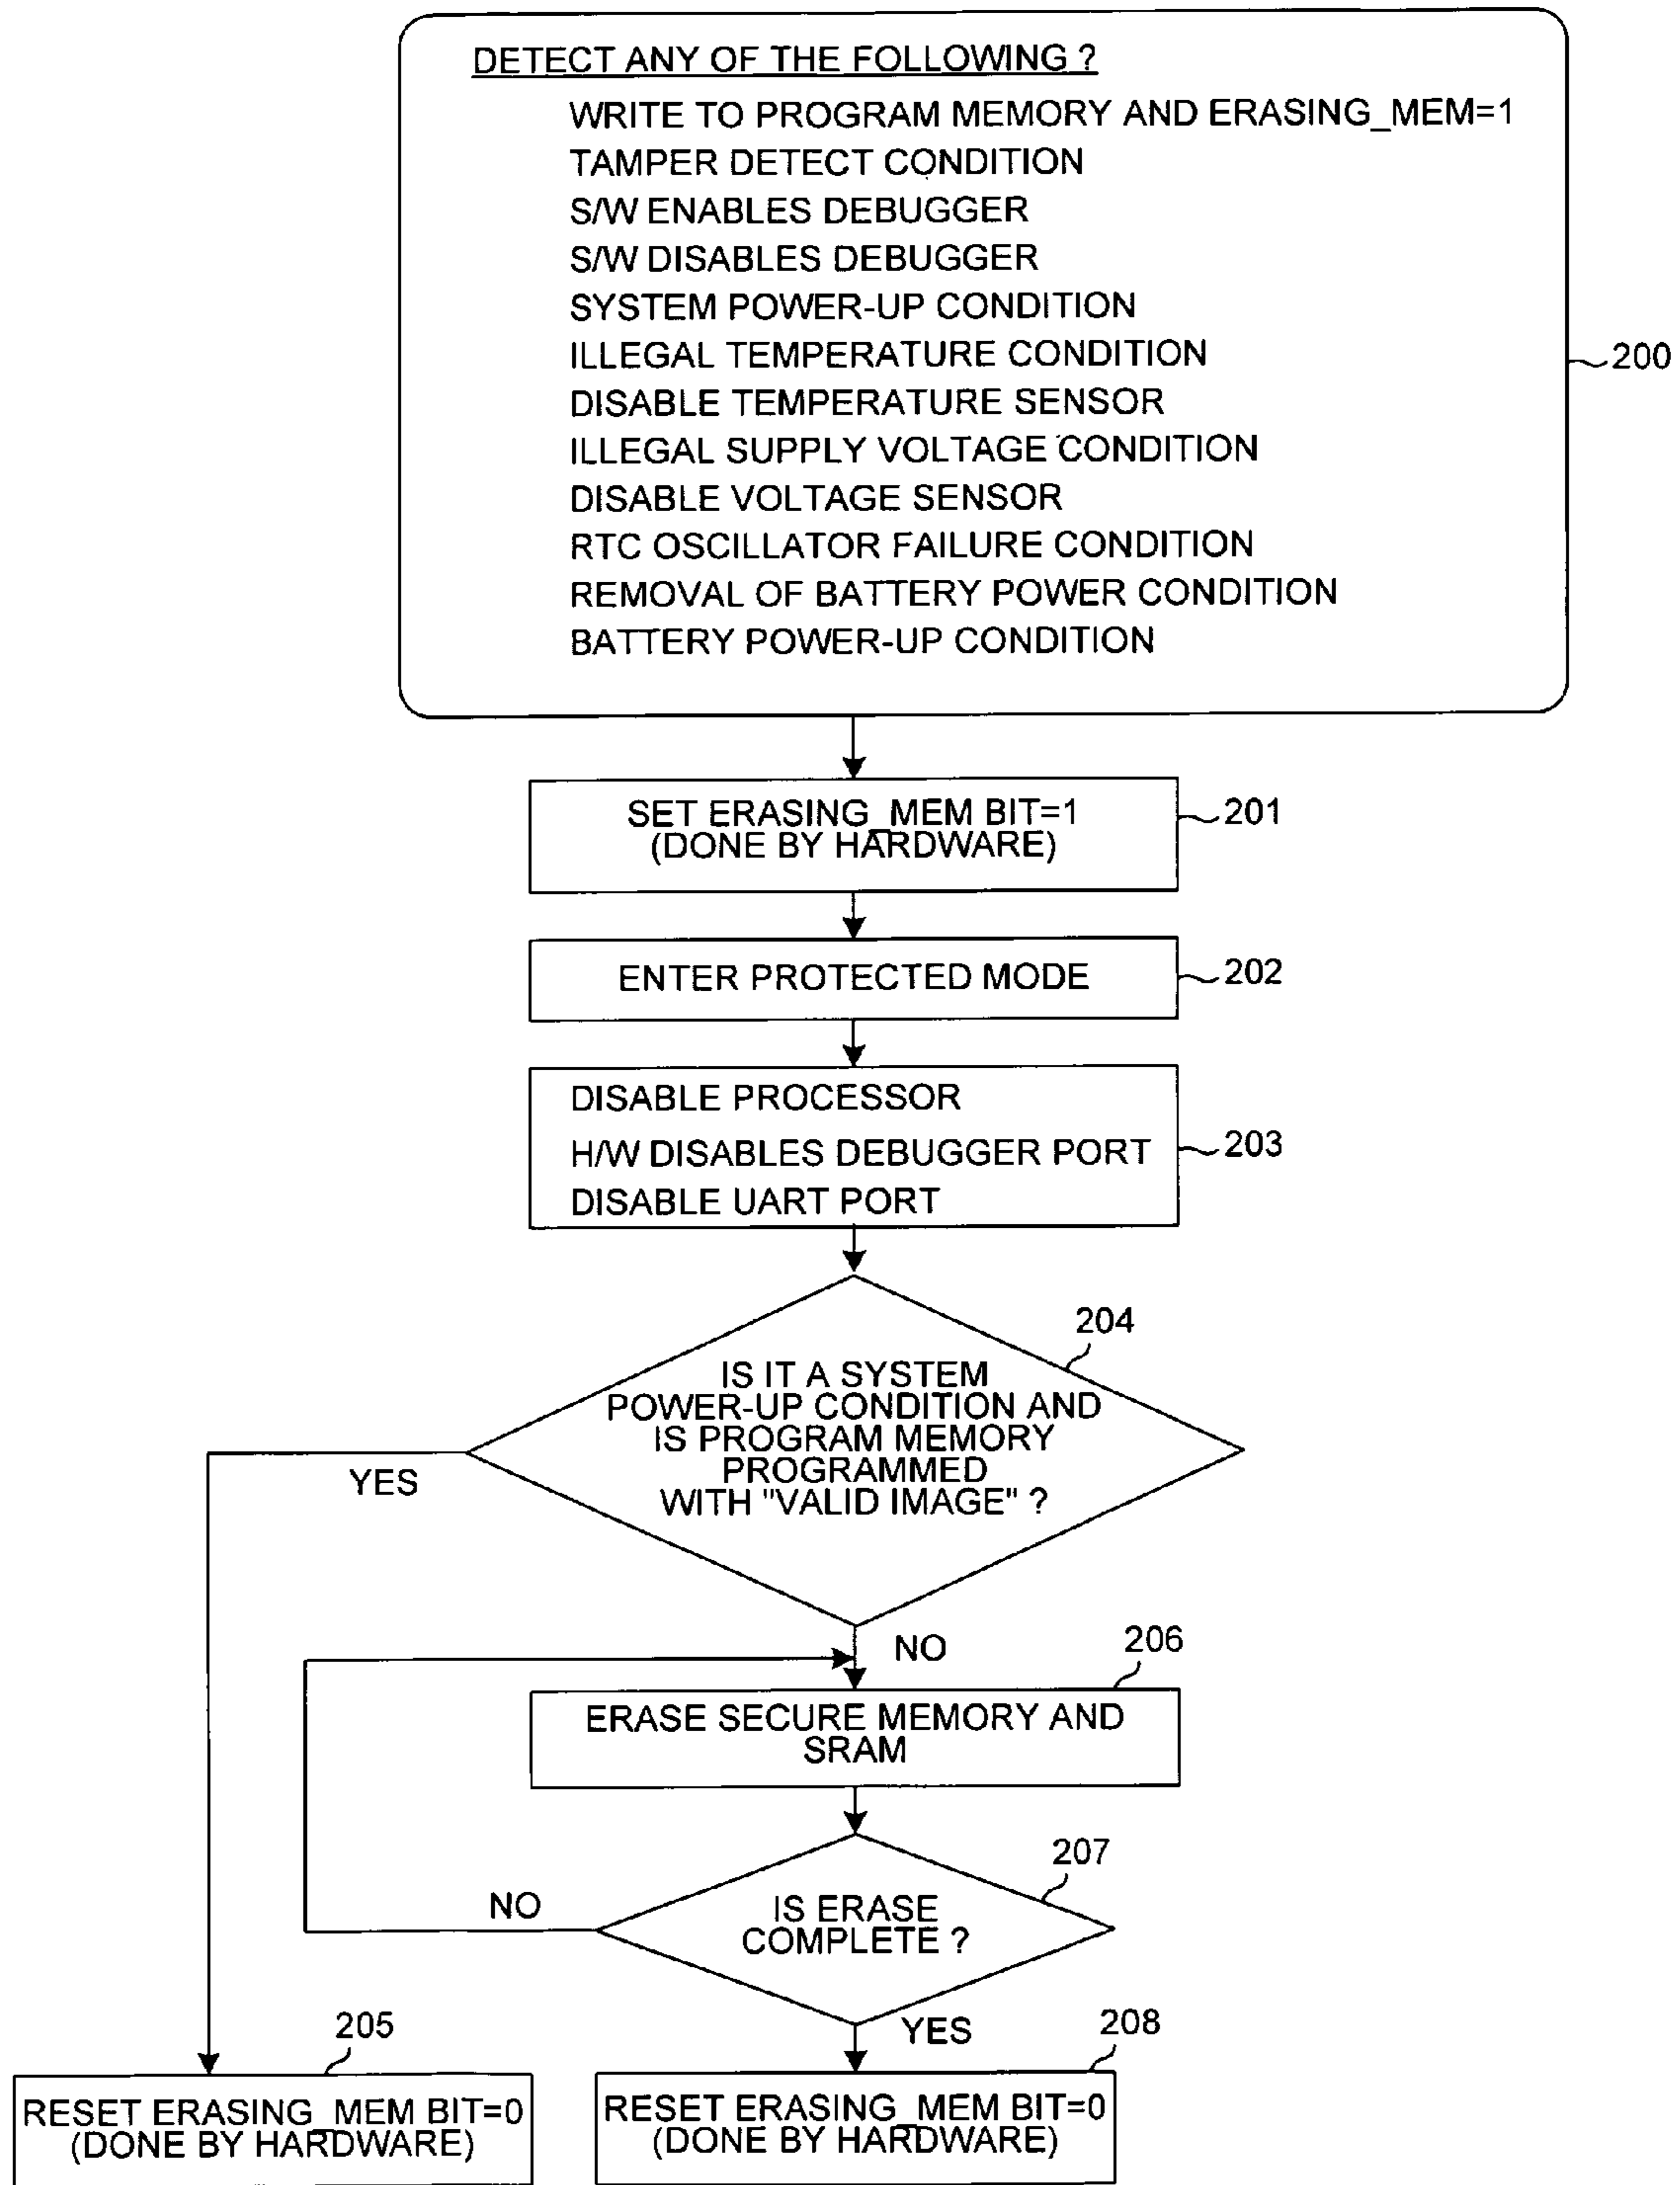 DETECT ANY OF THE FOLLOWING ?
WRITE TO PROGRAM MEMORY AND ERASING_MEM=1
TAMPER DETECT CONDITION
S/W ENABLES DEBUGGER
S/W DISABLES DEBUGGER
SYSTEM POWER-UP CONDITION
ILLEGAL TEMPERATURE CONDITION
200
DISABLE TEMPERATURE SENSOR
ILLEGAL SUPPLY VOLTAGE CONDITION
DISABLE VOLTAGE SENSOR
RTC OSCILLATOR FAILURE CONDITION
REMOVAL OF BATTERY POWER CONDITION
BATTERY POWER-UP CONDITION
SET ERASING_MEM BIT=1
(DONE BY HARDWARE)
201
ENTER PROTECTED MODE
202
DISABLE PROCESSOR
H/W DISABLES DEBUGGER PORT
DISABLE UART PORT
203
204
IS IT A SYSTEM
POWER-UP CONDITION AND
IS PROGRAM MEMORY
PROGRAMMED
WITH "VALID IMAGE" ?
YES
NO
206
ERASE SECURE MEMORY AND
SRAM
207
IS ERASE
COMPLETE ?
NO
YES
205
RESET ERASING_MEM BIT=0
(DONE BY HARDWARE)
208
RESET ERASING_MEM BIT=0
(DONE BY HARDWARE)